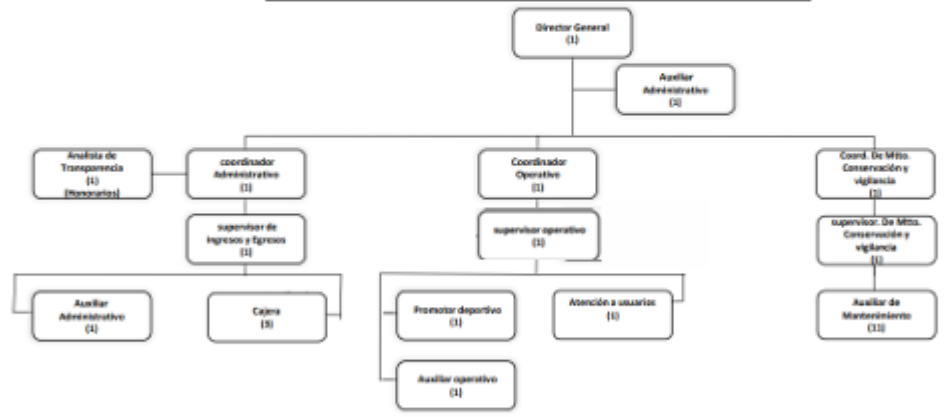 Director General
(1)
Auxiliar
Administrativo
(1)
Analista de
Transparencia
(1)
(Honorarios)
coordinador
Administrativo
(1)
Coordinador
Operativo
(1)
Coord. De Mtto.
Conservación y
vigilancia
(1)
supervisor de
Ingresos y Egresos
(1)
supervisor operativo
(1)
supervisor. De Mtto.
Conservación y
vigilancia
(1)
Auxiliar
Administrativo
(1)
Cajera
Promotor deportivo
(1)
Atención a usuarios
(1)
Auxiliar de
Mantenimiento
(11)
Auxiliar operativo
(1)